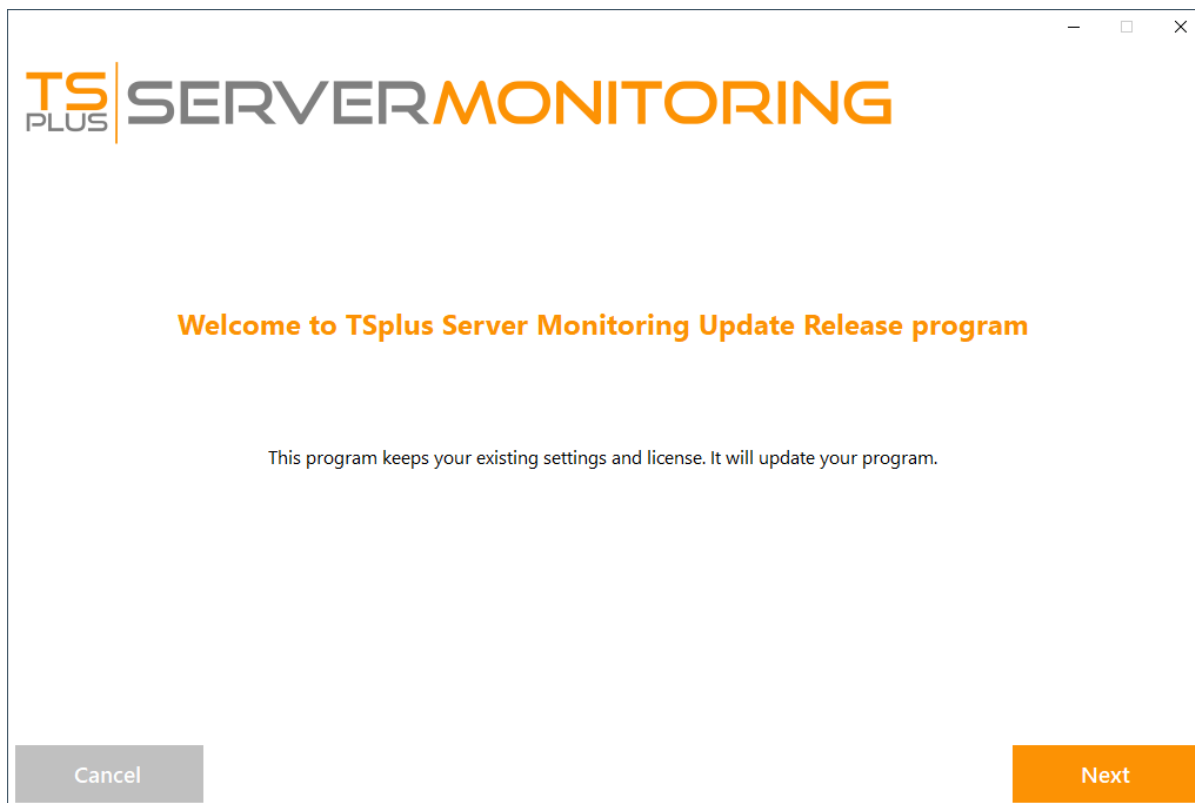 TS PLUS SERVERMONITORING
Welcome to TSplus Server Monitoring Update Release program
This program keeps your existing settings and license. It will update your program.
Cancel
Next